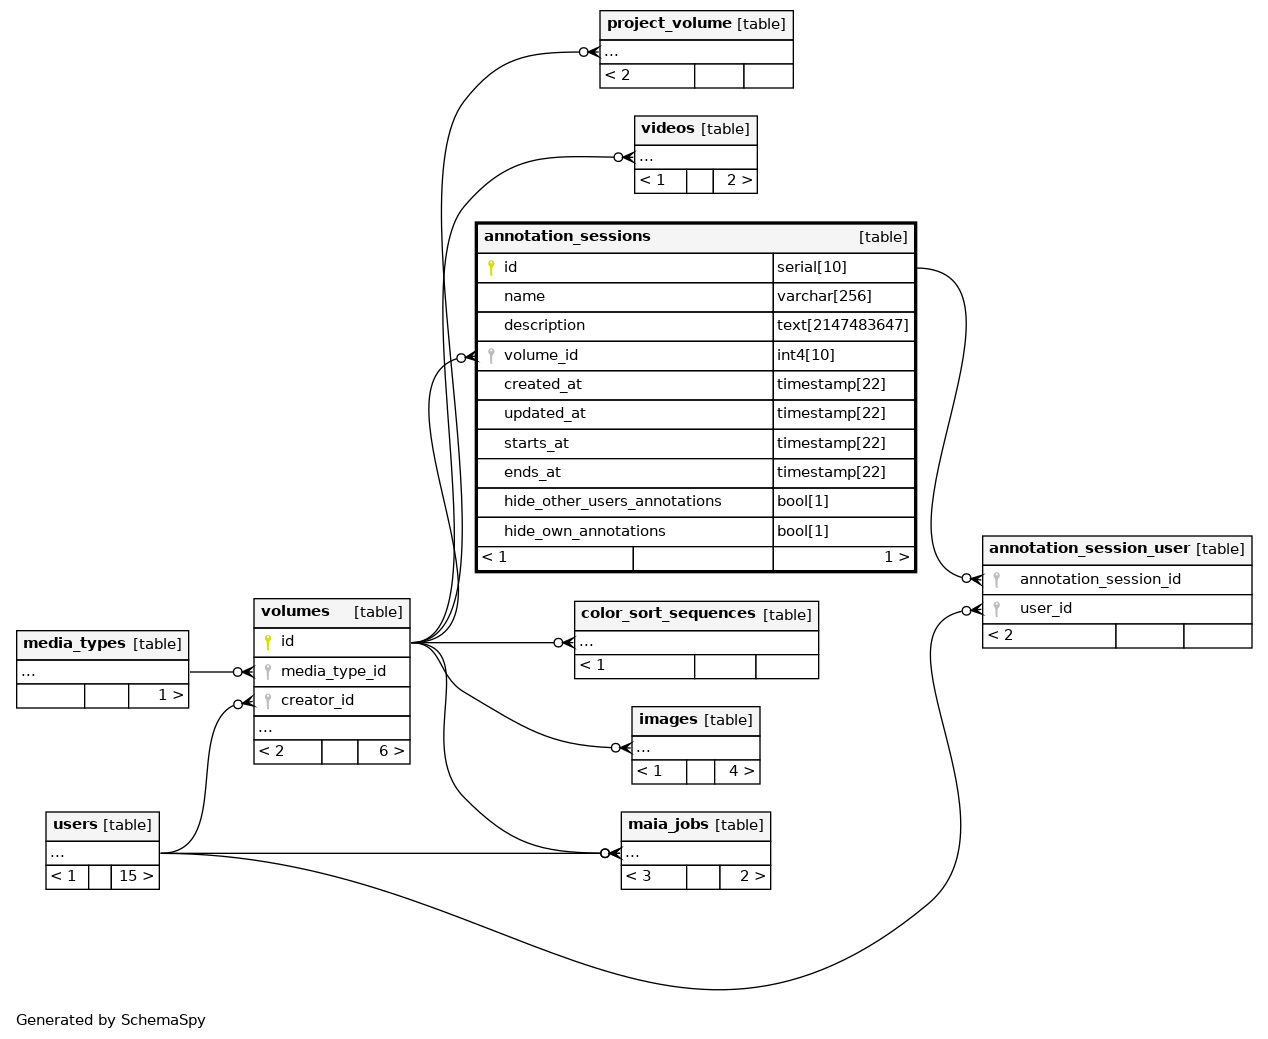 project_volume [table]
...
< 2
videos [table]
...
< 1 2 >
annotation_sessions [table]
id serial[10]
name varchar[256]
description text[2147483647]
volume_id int4[10]
created_at timestamp[22]
updated_at timestamp[22]
starts_at timestamp[22]
ends_at timestamp[22]
hide_other_users_annotations bool[1]
hide_own_annotations bool[1]
< 1 1 >
annotation_session_user [table]
annotation_session_id
user_id
< 2
volumes [table]
id
media_type_id
creator_id
...
< 2 6 >
media_types [table]
...
1 >
color_sort_sequences [table]
...
< 1
images [table]
...
< 1 4 >
users [table]
...
< 1 15 >
maia_jobs [table]
...
< 3 2 >
Generated by SchemaSpy